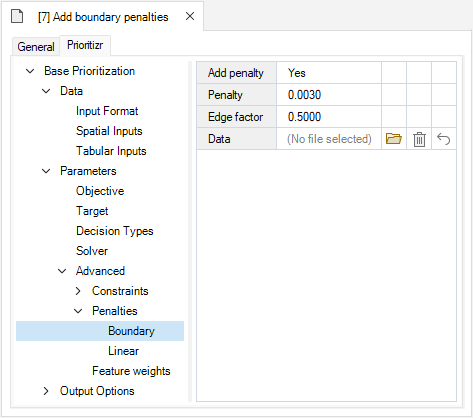 [7] Add boundary penalties
General
Prioritizr
Base Prioritization
Data
Input Format
Spatial Inputs
Tabular Inputs
Parameters
Objective
Target
Decision Types
Solver
Advanced
Constraints
Penalties
Boundary
Linear
Feature weights
Output Options
Add penalty Yes
Penalty 0.0030
Edge factor 0.5000
Data (No file selected)